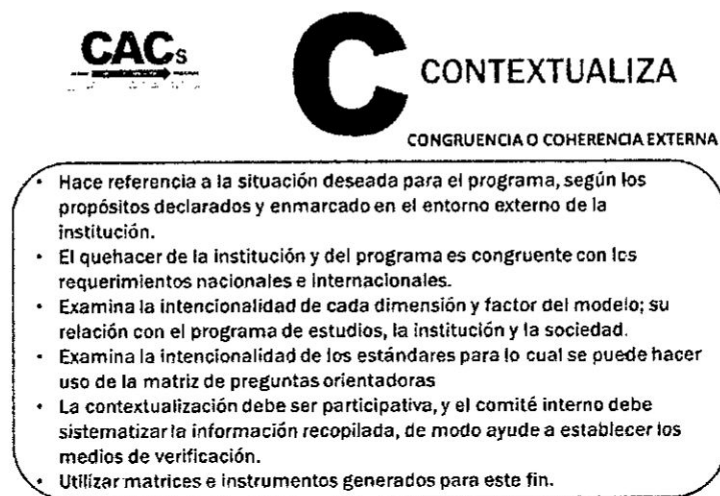 CACs
C CONTEXTUALIZA
CONGRUENCIA O COHERENCIA EXTERNA
• Hace referencia a la situación deseada para el programa, según los
propósitos declarados y enmarcado en el entorno externo de la
institución.
• El quehacer de la institución y del programa es congruente con los
requerimientos nacionales e internacionales.
• Examina la intencionalidad de cada dimensión y factor del modelo; su
relación con el programa de estudios, la institución y la sociedad.
• Examina la intencionalidad de los estándares para lo cual se puede hacer
uso de la matriz de preguntas orientadoras
• La contextualización debe ser participativa, y el comité interno debe
sistematizar la información recopilada, de modo ayude a establecer los
medios de verificación.
• Utilizar matrices e instrumentos generados para este fin.